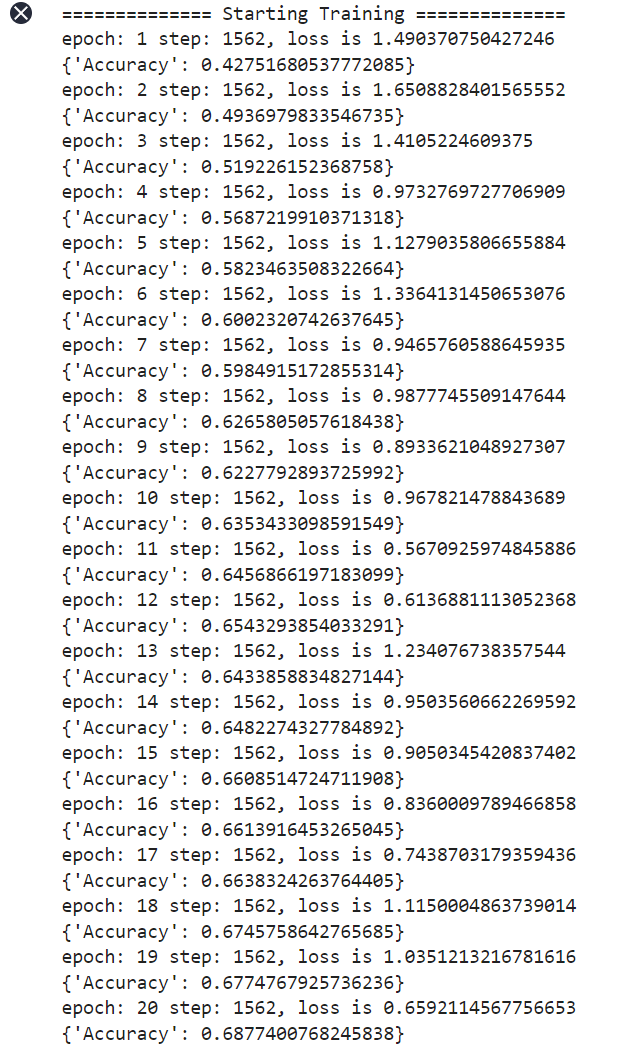 ============== Starting Training ==============
epoch: 1 step: 1562, loss is 1.490370750427246
{'Accuracy': 0.42751680537772085}
epoch: 2 step: 1562, loss is 1.6508828401565552
{'Accuracy': 0.4936979833546735}
epoch: 3 step: 1562, loss is 1.4105224609375
{'Accuracy': 0.519226152368758}
epoch: 4 step: 1562, loss is 0.9732769727706909
{'Accuracy': 0.5687219910371318}
epoch: 5 step: 1562, loss is 1.1279035806655884
{'Accuracy': 0.5823463508322664}
epoch: 6 step: 1562, loss is 1.3364131450653076
{'Accuracy': 0.6002320742637645}
epoch: 7 step: 1562, loss is 0.9465760588645935
{'Accuracy': 0.5984915172855314}
epoch: 8 step: 1562, loss is 0.9877745509147644
{'Accuracy': 0.6265805057618438}
epoch: 9 step: 1562, loss is 0.8933621048927307
{'Accuracy': 0.6227792893725992}
epoch: 10 step: 1562, loss is 0.967821478843689
{'Accuracy': 0.6353433098591549}
epoch: 11 step: 1562, loss is 0.5670925974845886
{'Accuracy': 0.6456866197183099}
epoch: 12 step: 1562, loss is 0.6136881113052368
{'Accuracy': 0.6543293854033291}
epoch: 13 step: 1562, loss is 1.234076738357544
{'Accuracy': 0.6433858834827144}
epoch: 14 step: 1562, loss is 0.9503560662269592
{'Accuracy': 0.6482274327784892}
epoch: 15 step: 1562, loss is 0.9050345420837402
{'Accuracy': 0.6608514724711908}
epoch: 16 step: 1562, loss is 0.8360009789466858
{'Accuracy': 0.6613916453265045}
epoch: 17 step: 1562, loss is 0.7438703179359436
{'Accuracy': 0.6638324263764405}
epoch: 18 step: 1562, loss is 1.1150004863739014
{'Accuracy': 0.6745758642765685}
epoch: 19 step: 1562, loss is 1.0351213216781616
{'Accuracy': 0.6774767925736236}
epoch: 20 step: 1562, loss is 0.6592114567756653
{'Accuracy': 0.6877400768245838}